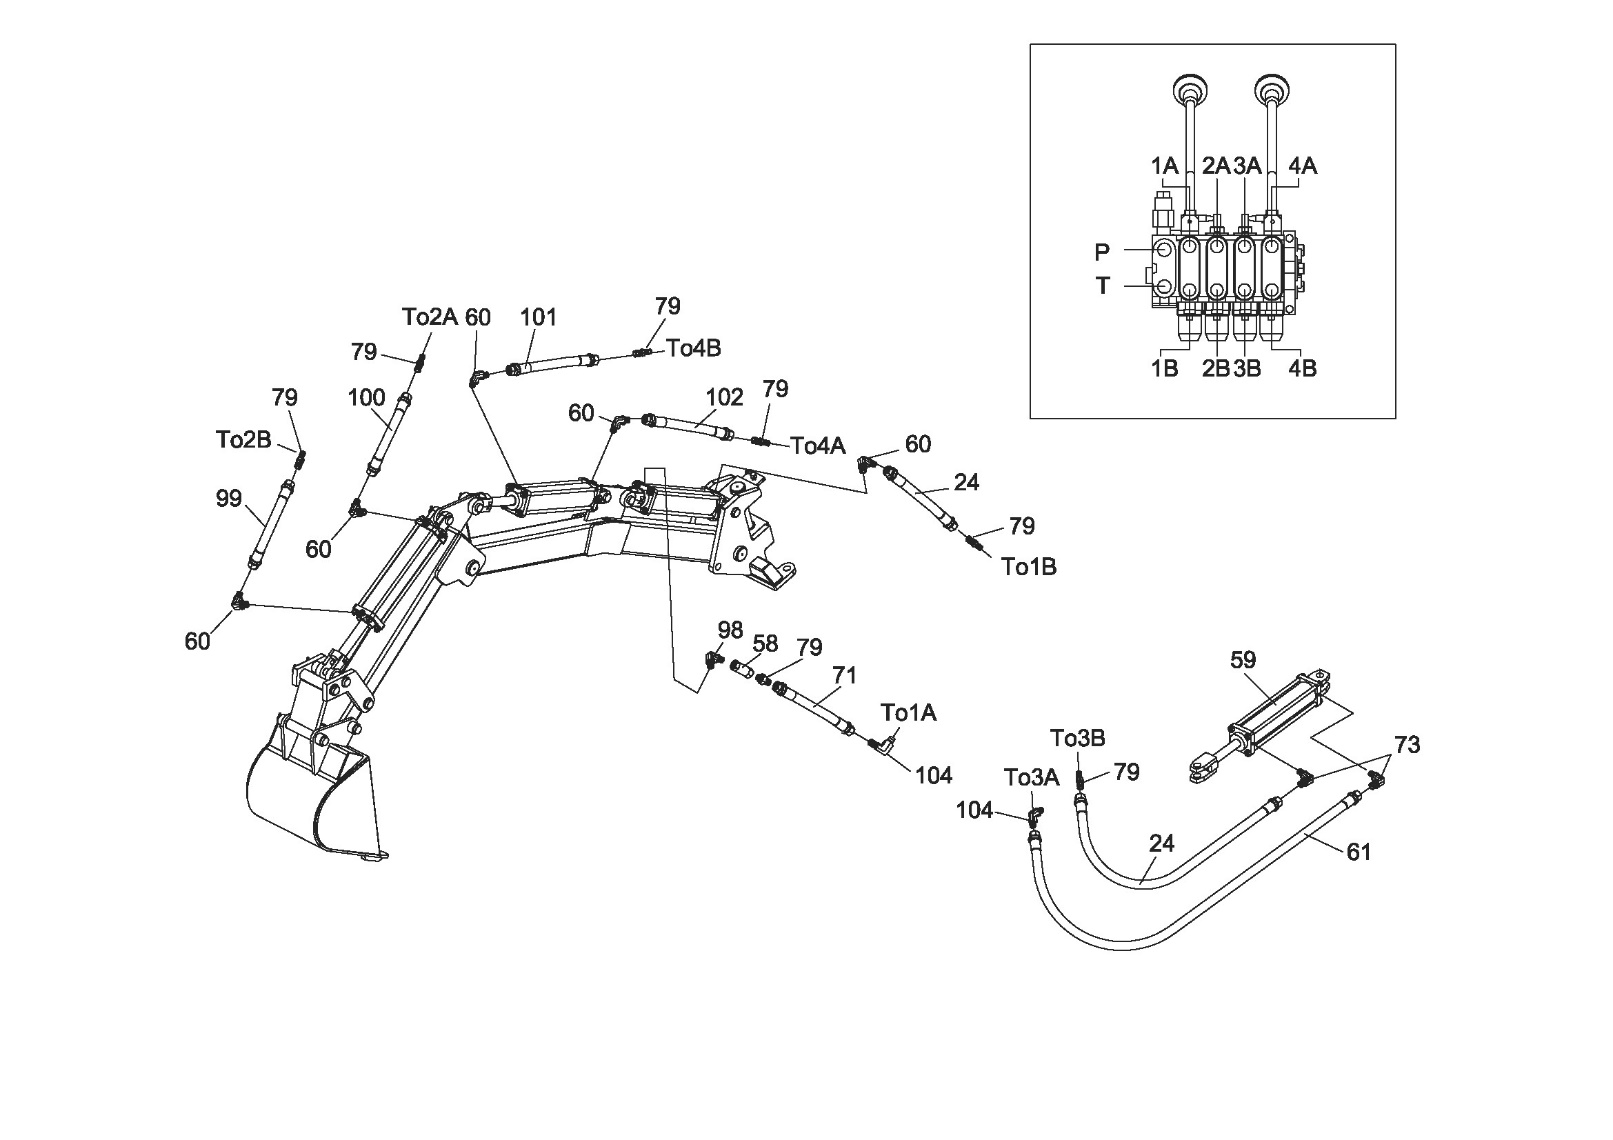 1A 2A 3A 4A
P
T
1B 2B 3B 4B
To2A 60 101 79
79 To4B
79 100 60 102 79
To2B To4A 60
99 24
60 79
To1B
60
98 58 79
71
To1A
104
59
To3B 73
To3A 79
104
24 61